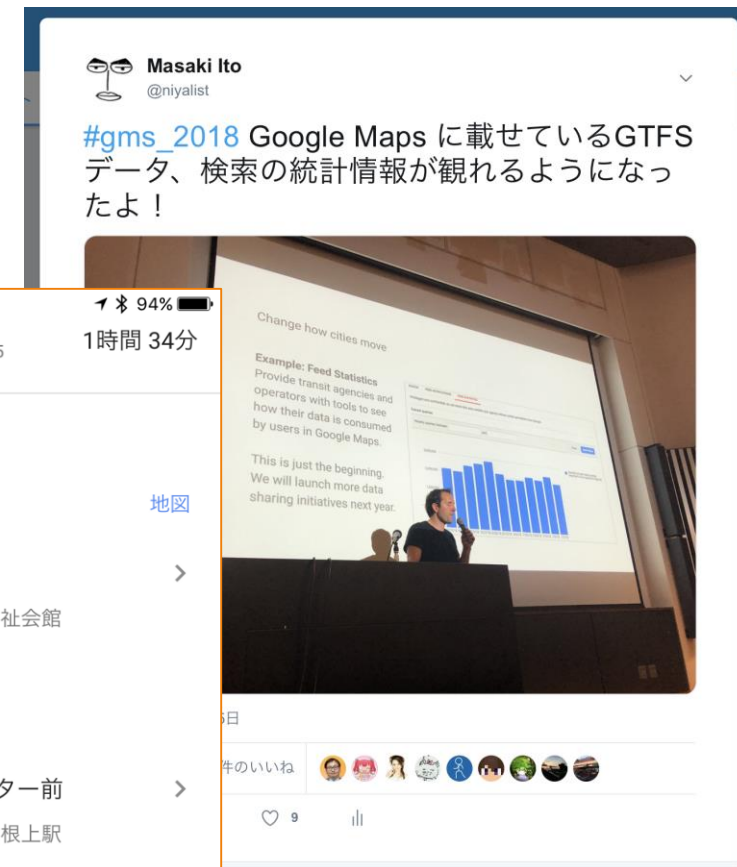 Masaki Ito
@niyalist
#gms_2018 Google Maps に載せているGTFS
データ、検索の統計情報が観れるようになっ
たよ！
Change how cities move
Example: Feed Statistics
Provide transit agencies and
operators with tools to see
how their data is consumed
by users in Google Maps.
This is just the beginning.
We will launch more data
sharing initiatives next year.
94%
1時間 34分
地図
祉会館
ター前
根上駅
日
件のいいね
9